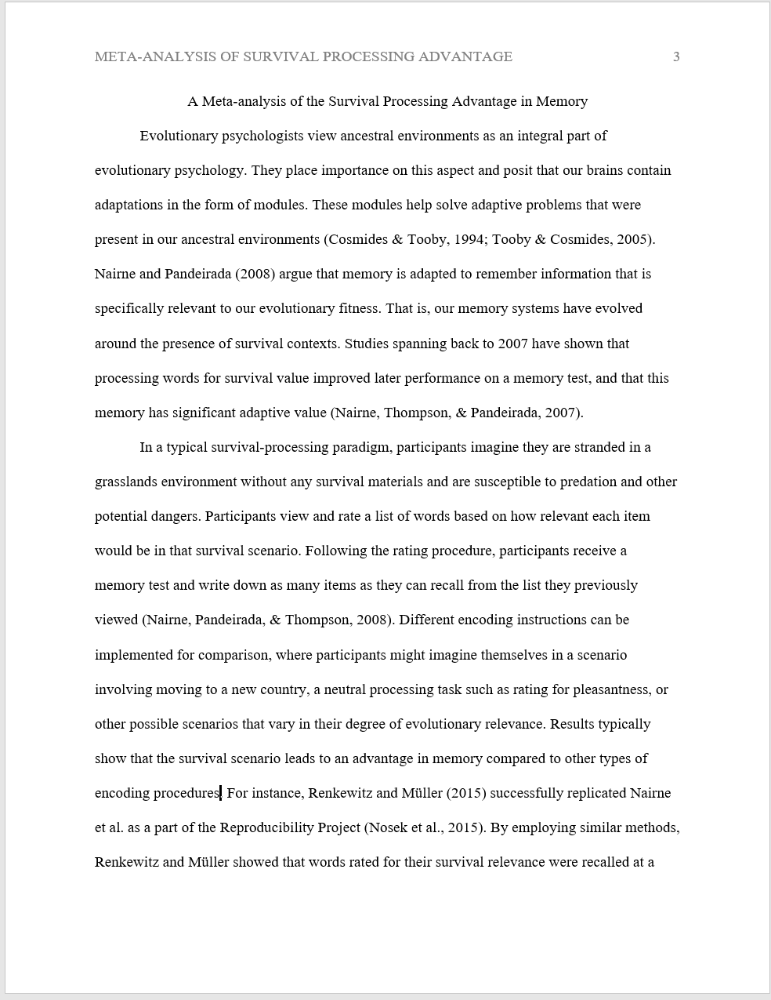 META-ANALYSIS OF SURVIVAL PROCESSING ADVANTAGE 3
A Meta-analysis of the Survival Processing Advantage in Memory
Evolutionary psychologists view ancestral environments as an integral part of
evolutionary psychology. They place importance on this aspect and posit that our brains contain
adaptations in the form of modules. These modules help solve adaptive problems that were
present in our ancestral environments (Cosmides & Tooby, 1994; Tooby & Cosmides, 2005).
Nairne and Pandeirada (2008) argue that memory is adapted to remember information that is
specifically relevant to our evolutionary fitness. That is, our memory systems have evolved
around the presence of survival contexts. Studies spanning back to 2007 have shown that
processing words for survival value improved later performance on a memory test, and that this
memory has significant adaptive value (Nairne, Thompson, & Pandeirada, 2007).
In a typical survival-processing paradigm, participants imagine they are stranded in a
grasslands environment without any survival materials and are susceptible to predation and other
potential dangers. Participants view and rate a list of words based on how relevant each item
would be in that survival scenario. Following the rating procedure, participants receive a
memory test and write down as many items as they can recall from the list they previously
viewed (Nairne, Pandeirada, & Thompson, 2008). Different encoding instructions can be
implemented for comparison, where participants might imagine themselves in a scenario
involving moving to a new country, a neutral processing task such as rating for pleasantness, or
other possible scenarios that vary in their degree of evolutionary relevance. Results typically
show that the survival scenario leads to an advantage in memory compared to other types of
encoding procedures. For instance, Renkewitz and Müller (2015) successfully replicated Nairne
et al. as a part of the Reproducibility Project (Nosek et al., 2015). By employing similar methods,
Renkewitz and Müller showed that words rated for their survival relevance were recalled at a